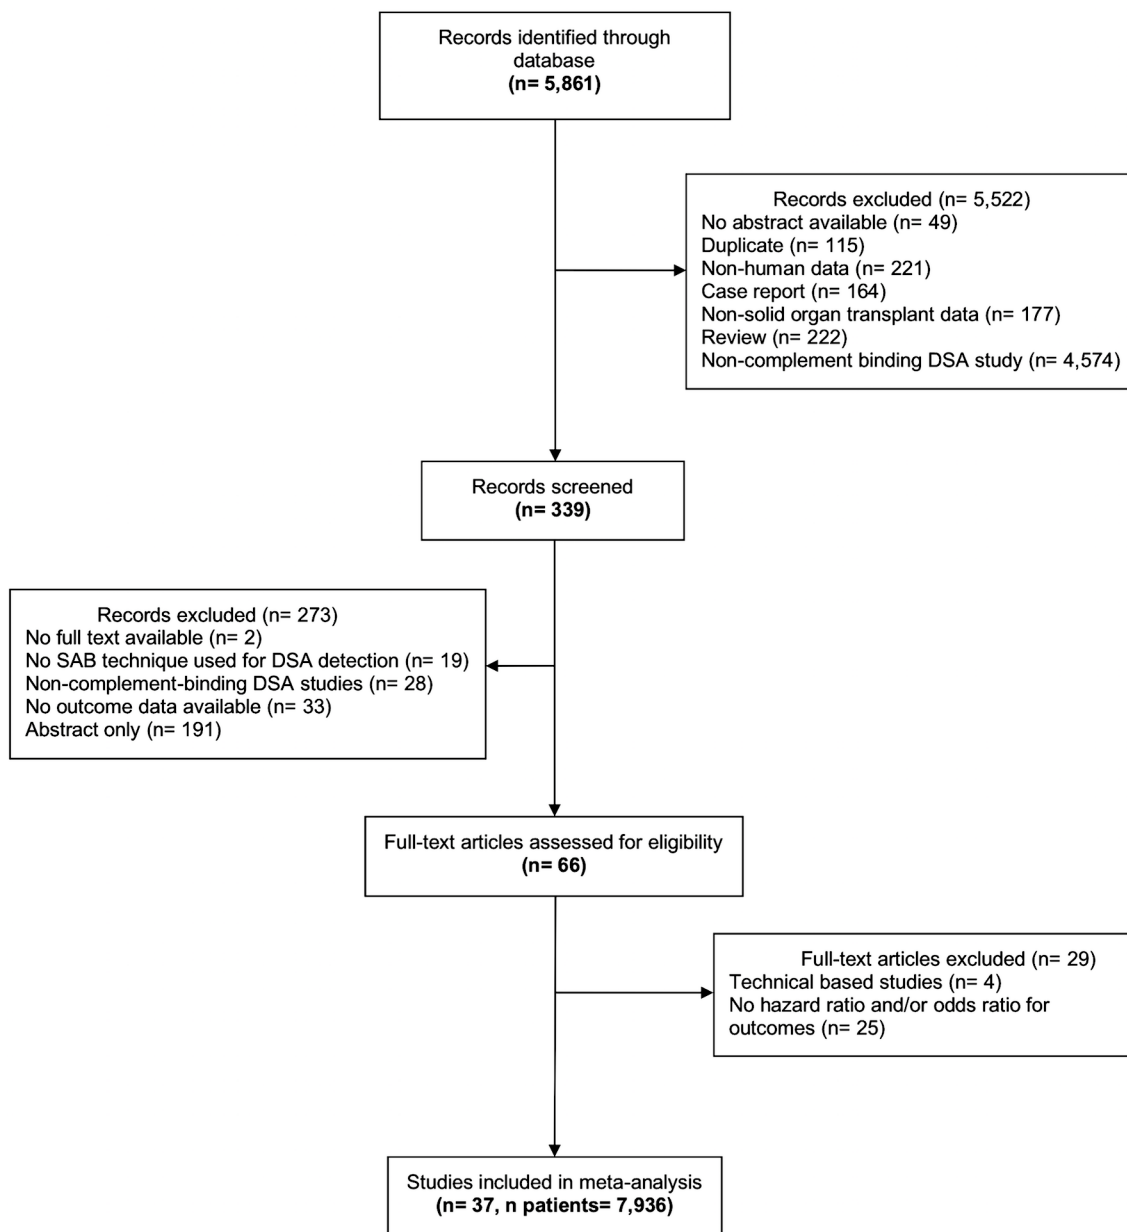 Records identified through
database
(n= 5,861)
Records excluded (n= 5,522)
No abstract available (n= 49)
Duplicate (n= 115)
Non-human data (n= 221)
Case report (n= 164)
Non-solid organ transplant data (n= 177)
Review (n= 222)
Non-complement binding DSA study (n= 4,574)
Records screened
(n= 339)
Records excluded (n= 273)
No full text available (n= 2)
No SAB technique used for DSA detection (n= 19)
Non-complement-binding DSA studies (n= 28)
No outcome data available (n= 33)
Abstract only (n= 191)
Full-text articles assessed for eligibility
(n= 66)
Full-text articles excluded (n= 29)
Technical based studies (n= 4)
No hazard ratio and/or odds ratio for
outcomes (n= 25)
Studies included in meta-analysis
(n= 37, n patients= 7,936)